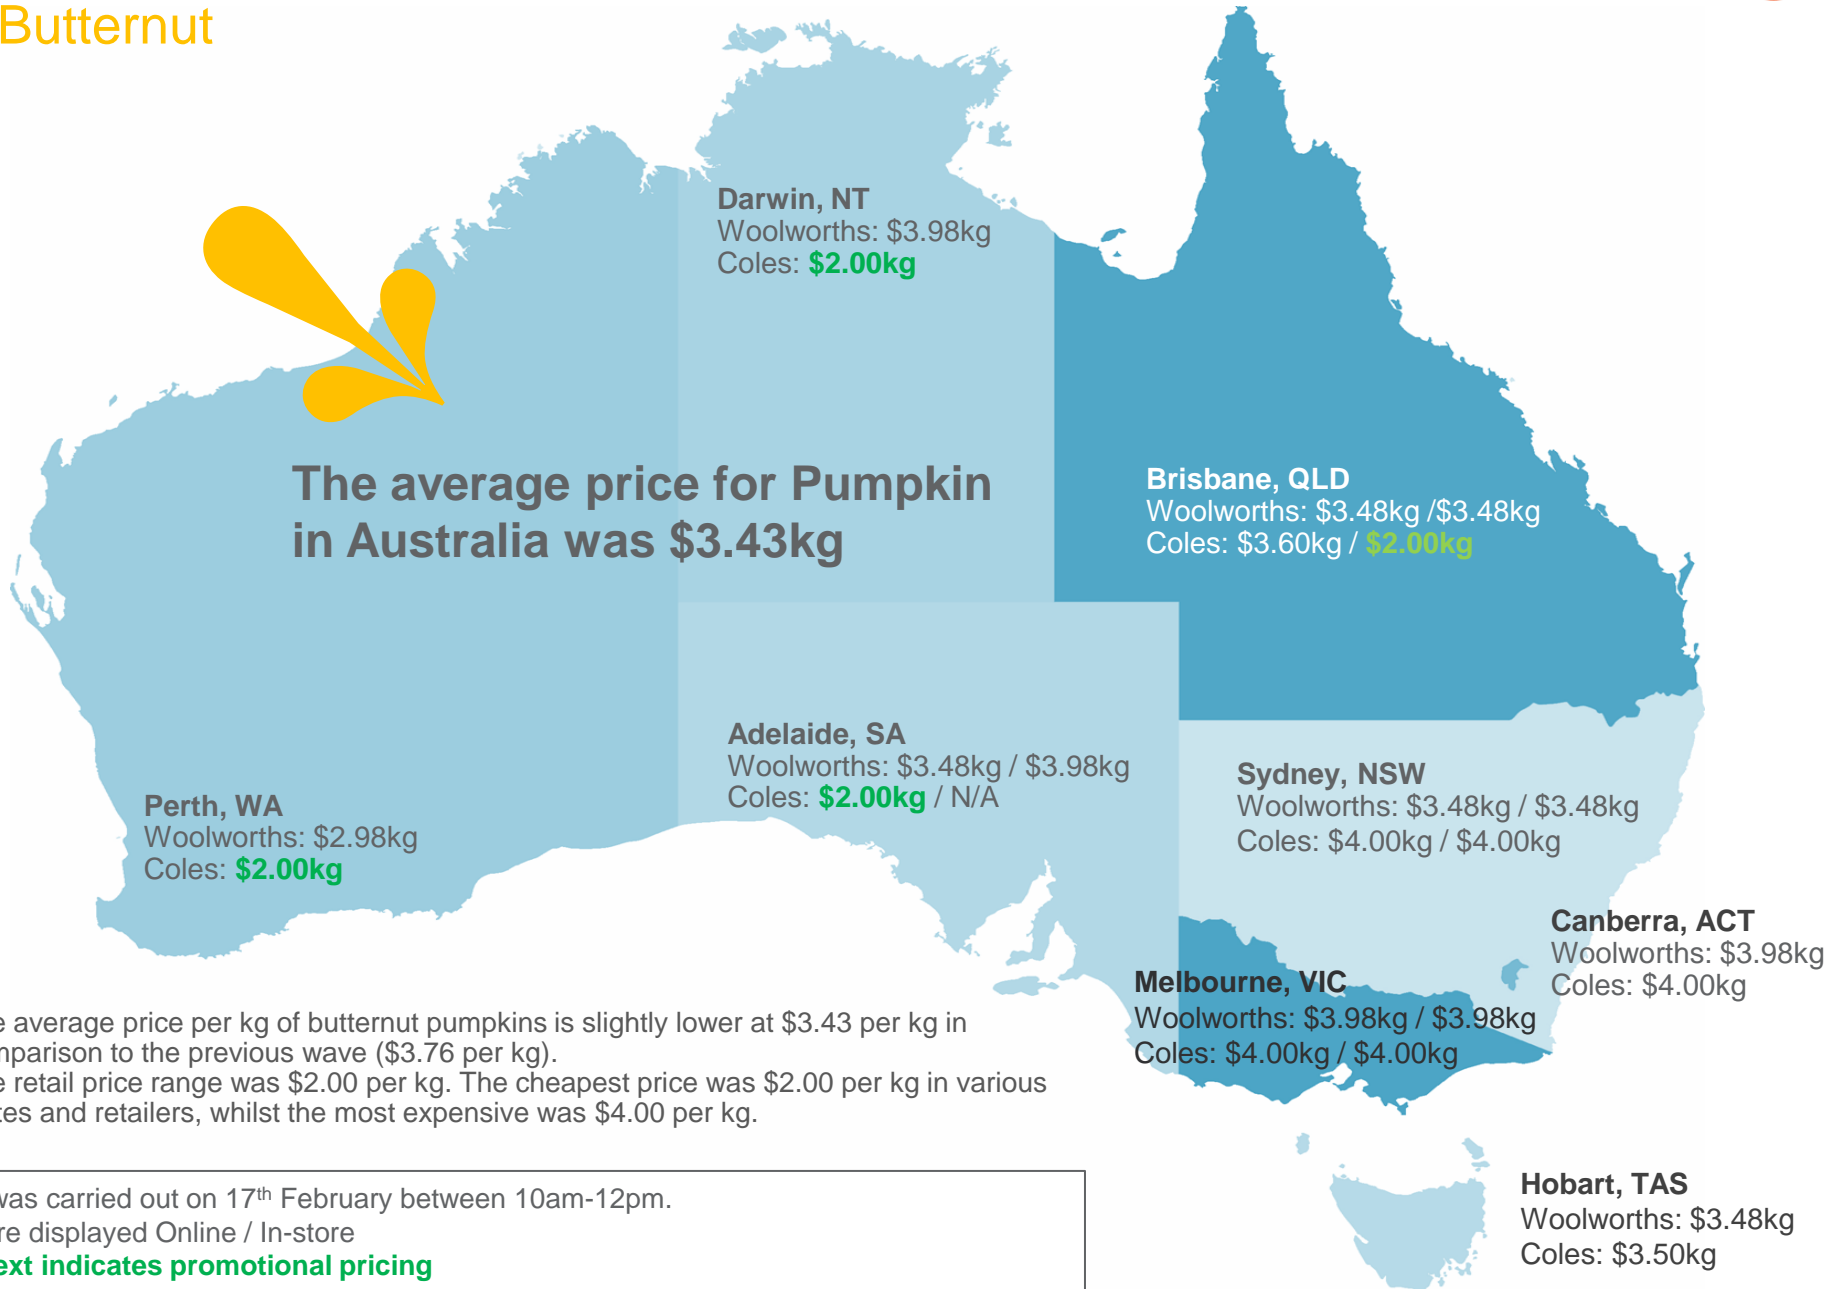 Butternut
Darwin, NT
Woolworths: $3.98kg
Coles: $2.00kg
The average price for Pumpkin
in Australia was $3.43kg
Brisbane, QLD
Woolworths: $3.48kg /$3.48kg
Coles: $3.60kg / $2.00kg
Adelaide, SA
Woolworths: $3.48kg / $3.98kg
Coles: $2.00kg / N/A
Sydney, NSW
Woolworths: $3.48kg / $3.48kg
Coles: $4.00kg / $4.00kg
Perth, WA
Woolworths: $2.98kg
Coles: $2.00kg
Canberra, ACT
Woolworths: $3.98kg
Coles: $4.00kg
Melbourne, VIC
Woolworths: $3.98kg / $3.98kg
Coles: $4.00kg / $4.00kg
average price per kg of butternut pumpkins is slightly lower at $3.43 per kg in
mparison to the previous wave ($3.76 per kg).
retail price range was $2.00 per kg. The cheapest price was $2.00 per kg in various
tes and retailers, whilst the most expensive was $4.00 per kg.
Hobart, TAS
Woolworths: $3.48kg
Coles: $3.50kg
was carried out on 17th February between 10am-12pm.
re displayed Online / In-store
ext indicates promotional pricing